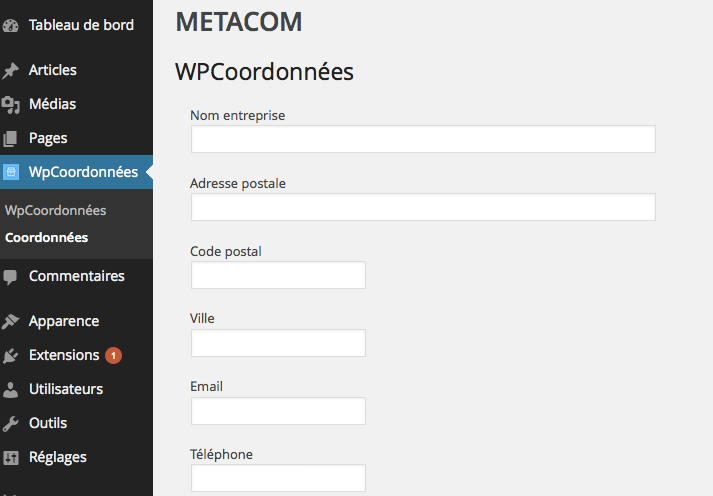 Tableau de bord
Articles
Médias
Pages
WpCoordonnées
WpCoordonnées
Coordonnées
Commentaires
Apparence
Extensions 1
Utilisateurs
Outils
Réglages
METACOM
WPCoordonnées
Nom entreprise
Adresse postale
Code postal
Ville
Email
Téléphone